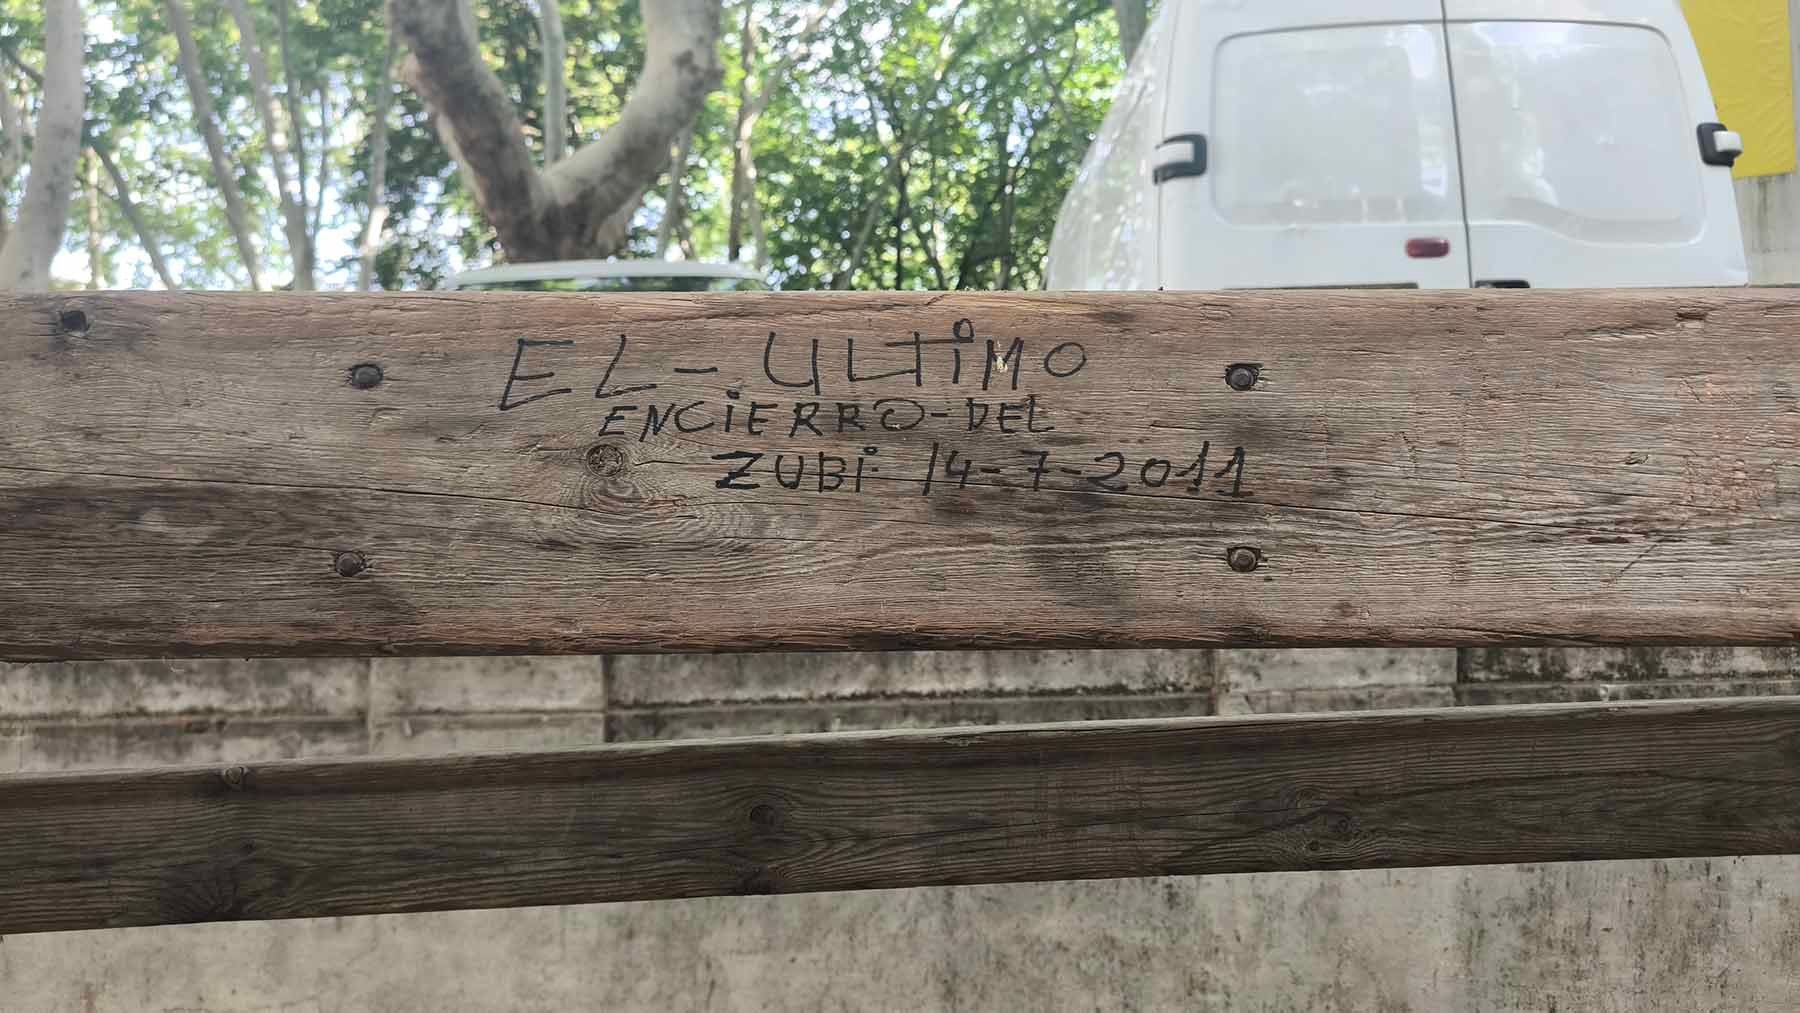 EL-ULTiMO
ENCiERRO-DEL
ZUBi 14-7-2011